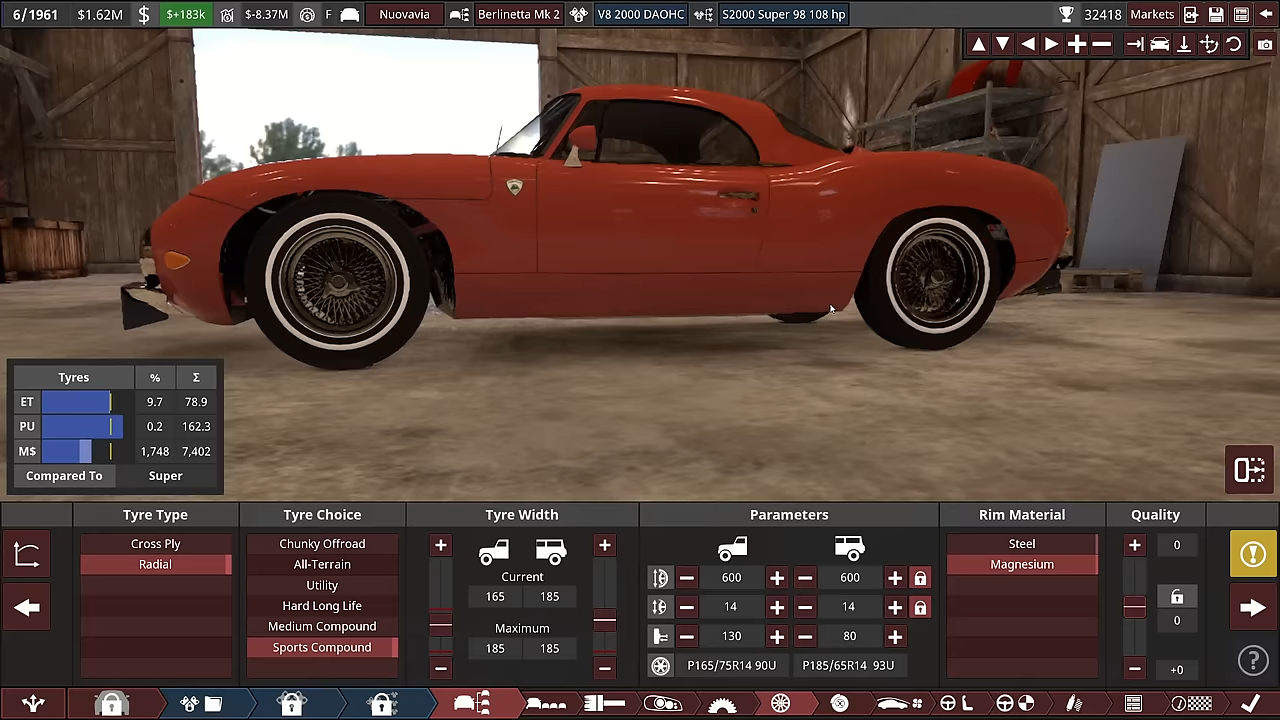 6/1961 $1.62M $ $+183k $-8.37M F Nuovavia Berlinetta Mk 2 V8 2000 DAOHC S2000 Super 98 108 hp 32418 Markets
Tyres % Σ
ET 9.7 78.9
PU 0.2 162.3
M$ 1,748 7,402
Compared To Super
Tyre Type
Cross Ply
Radial
Tyre Choice
Chunky Offroad
All-Terrain
Utility
Hard Long Life
Medium Compound
Sports Compound
Tyre Width
Current
165 185
Maximum
185 185
Parameters
600 600
14 14
130 80
P165/75R14 90U P185/65R14 93U
Rim Material
Steel
Magnesium
Quality
0
0
+0